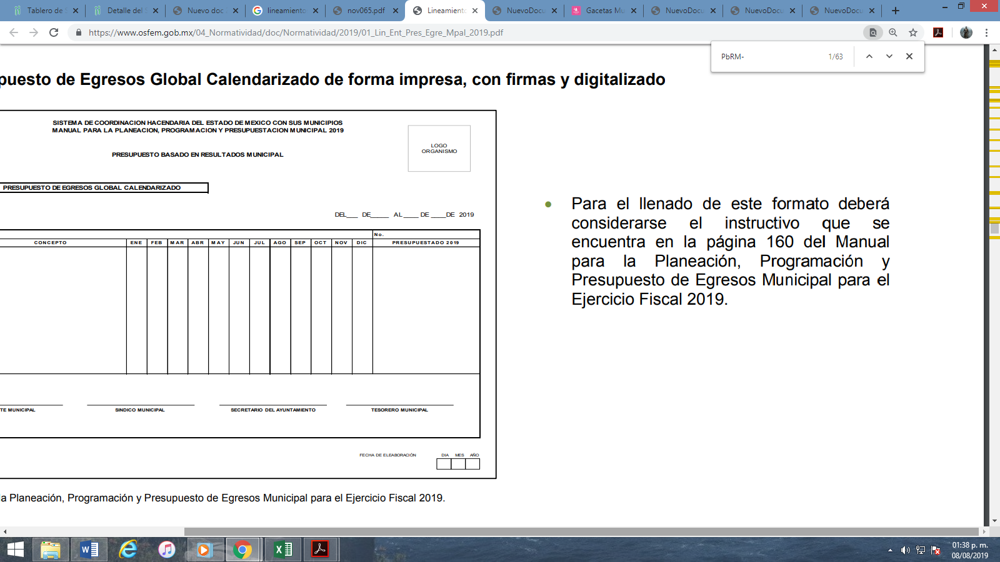 Tablero de S
Detalle del S
Nuevo doc
lineamiento
nov065.pdf
Lineamiento
NuevoDocu
Gacetas Mu
NuevoDocu
NuevoDocu
NuevoDocu
https://www.osfem.gob.mx/04_Normatividad/doc/Normatividad/2019/01_Lin_Ent_Pres_Egre_Mpal_2019.pdf
PbRM-
1/63
puesto de Egresos Global Calendarizado de forma impresa, con firmas y digitalizado
SISTEMA DE COORDINACION HACENDARIA DEL ESTADO DE MEXICO CON SUS MUNICIPIOS
MANUAL PARA LA PLANEACION, PROGRAMACION Y PRESUPUESTACION MUNICIPAL 2019
LOGO
ORGANISMO
PRESUPUESTO BASADO EN RESULTADOS MUNICIPAL
PRESUPUESTO DE EGRESOS GLOBAL CALENDARIZADO
DEL___ DE_____ AL____ DE ____DE 2019
No.
CONCEPTO ENE FEB MAR ABR MAY JUN JUL AGO SEP OCT NOV DIC PRESUPUESTADO 2019
TE MUNICIPAL
SINDICO MUNICIPAL
SECRETARIO DEL AYUNTAMIENTO
TESORERO MUNICIPAL
FECHA DE ELEABORACIÓN
DIA MES AÑO
la Planeación, Programación y Presupuesto de Egresos Municipal para el Ejercicio Fiscal 2019.
• Para el llenado de este formato deberá
considerarse el instructivo que se
encuentra en la página 160 del Manual
para la Planeación, Programación y
Presupuesto de Egresos Municipal para el
Ejercicio Fiscal 2019.
01:38 p. m.
08/08/2019